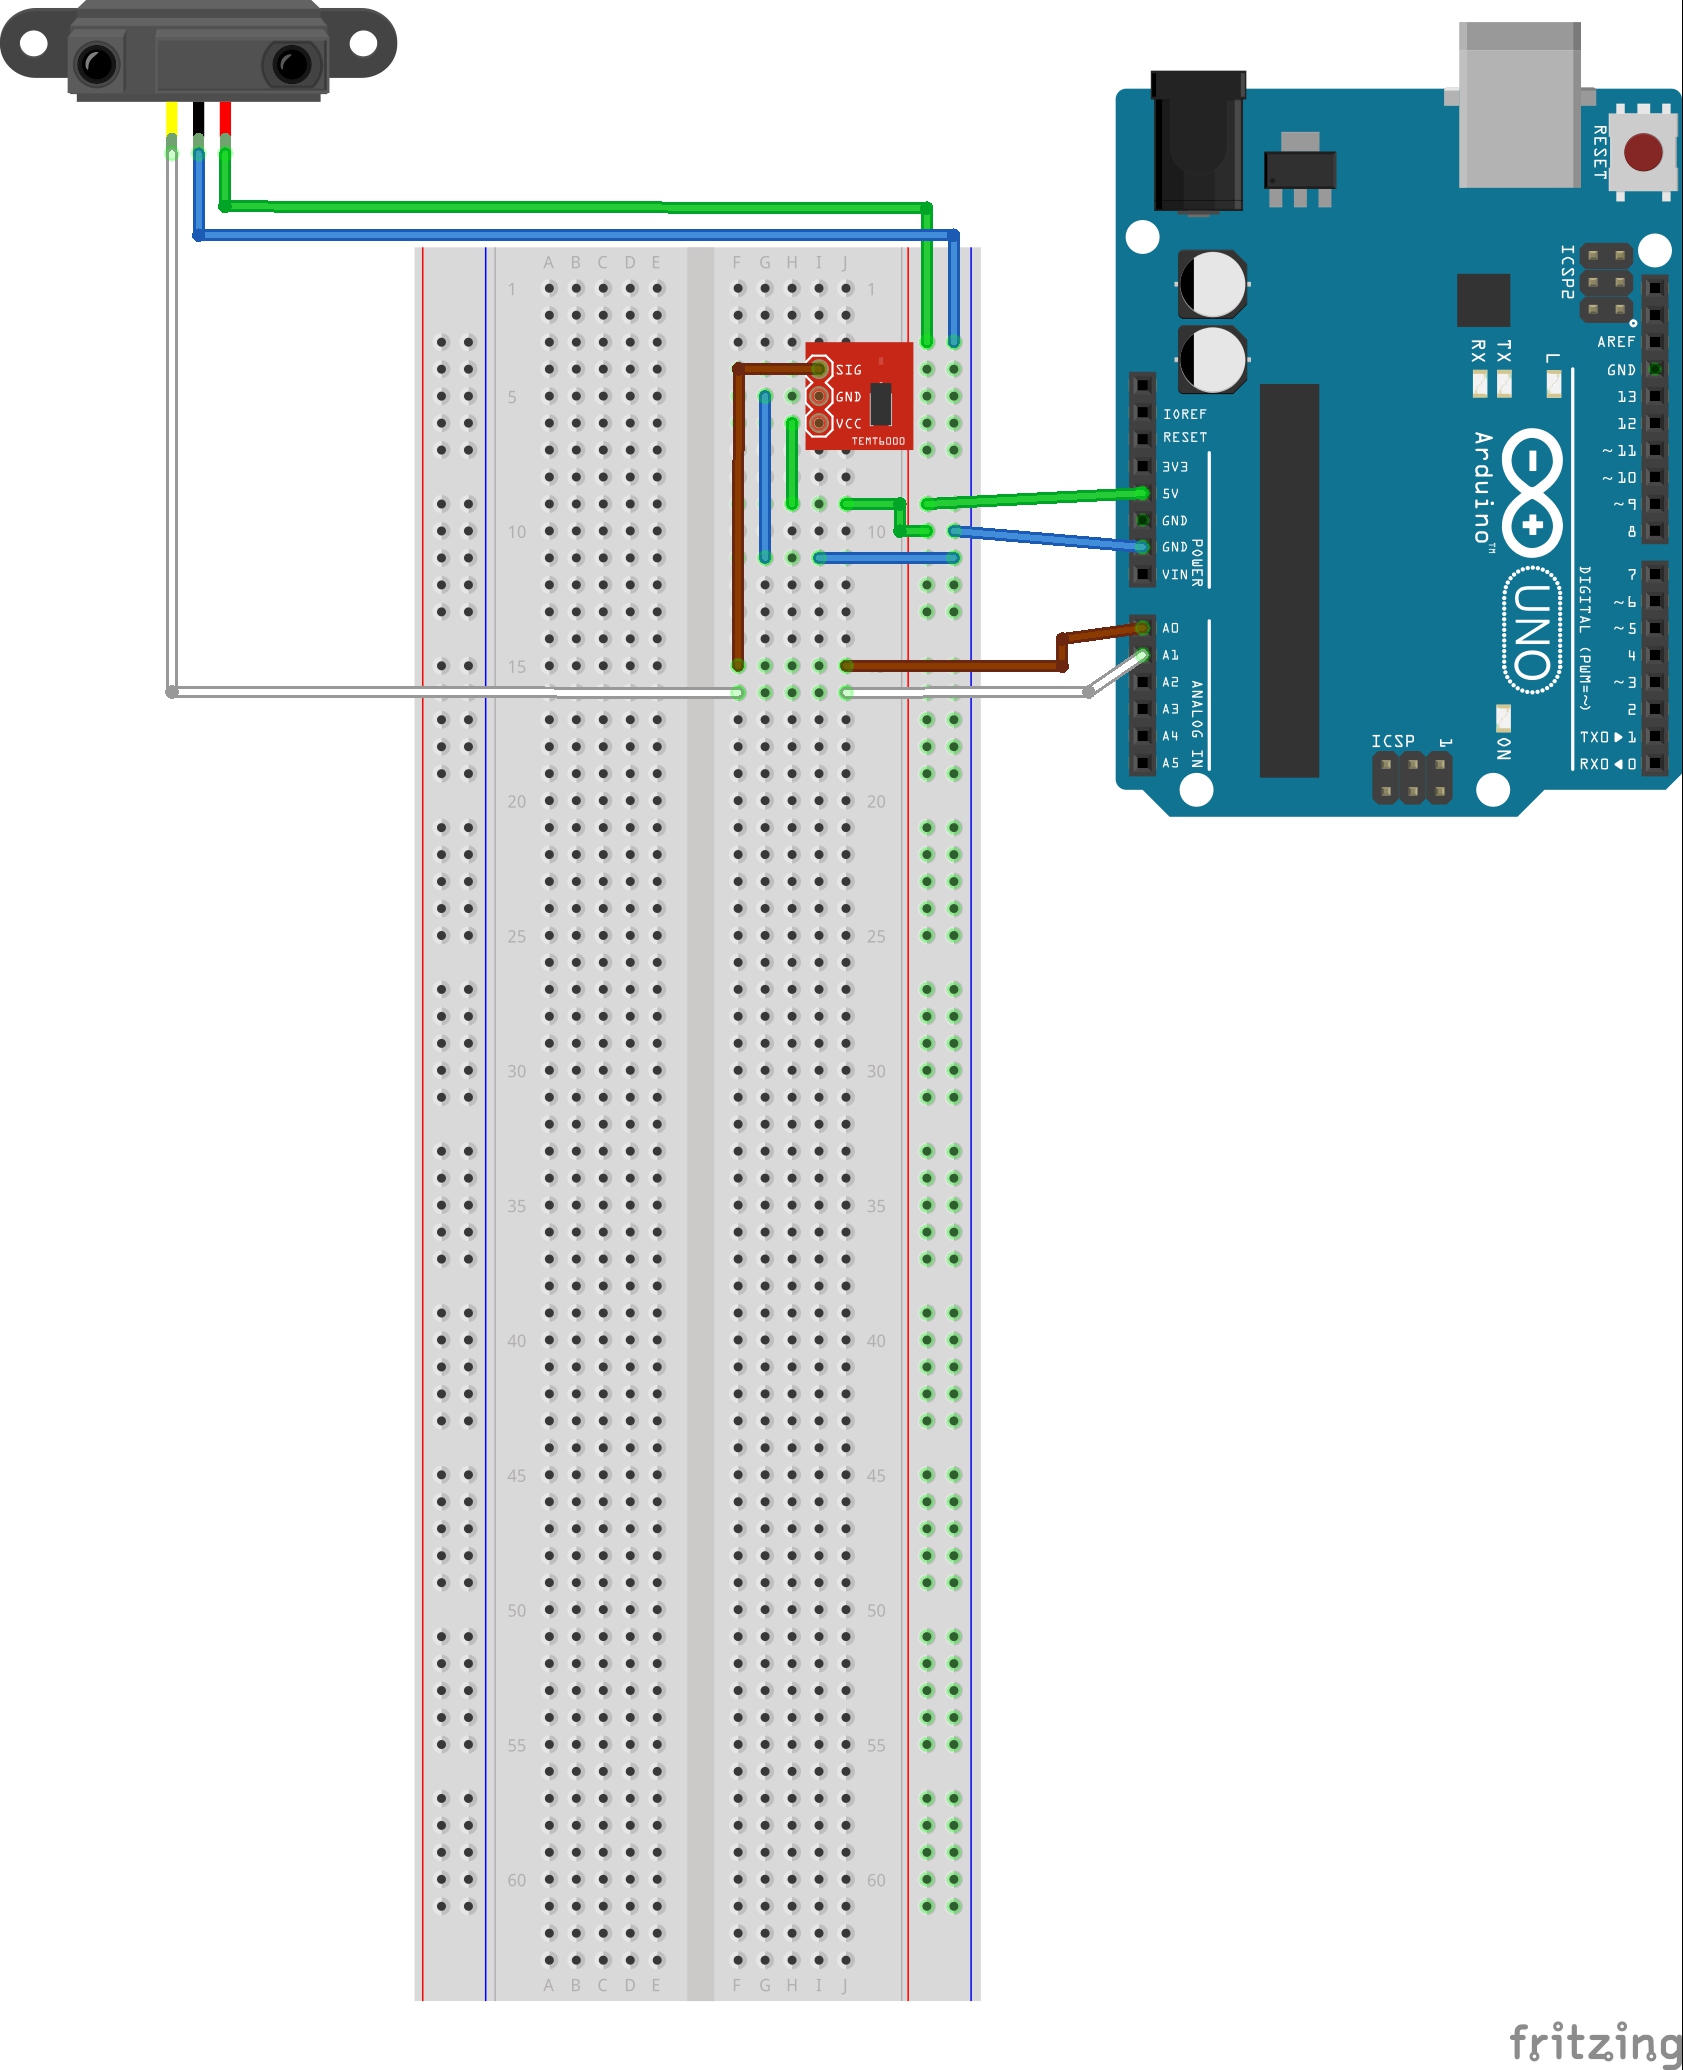 RESET
ICSP2
A B C D E F G H I J
1 1
SIG
GND
VCC
TEMT6000
5
10 10
15
20 20
25 25
30 30
35 35
40 40
45 45
50 50
55 55
60 60
A B C D E F G H I J
IOREF
RESET
3V3
5V
GND
GND
VIN
POWER
A0
A1
A2
A3
A4
A5
ANALOG IN
RX
TX
L
Arduino™
UNO
ON
ICSP
1
AREF
GND
13
12
~11
~10
~9
8
7
~6
~5
4
~3
2
TX0▶1
RX0◀0
DIGITAL (PWM=~)
fritzing